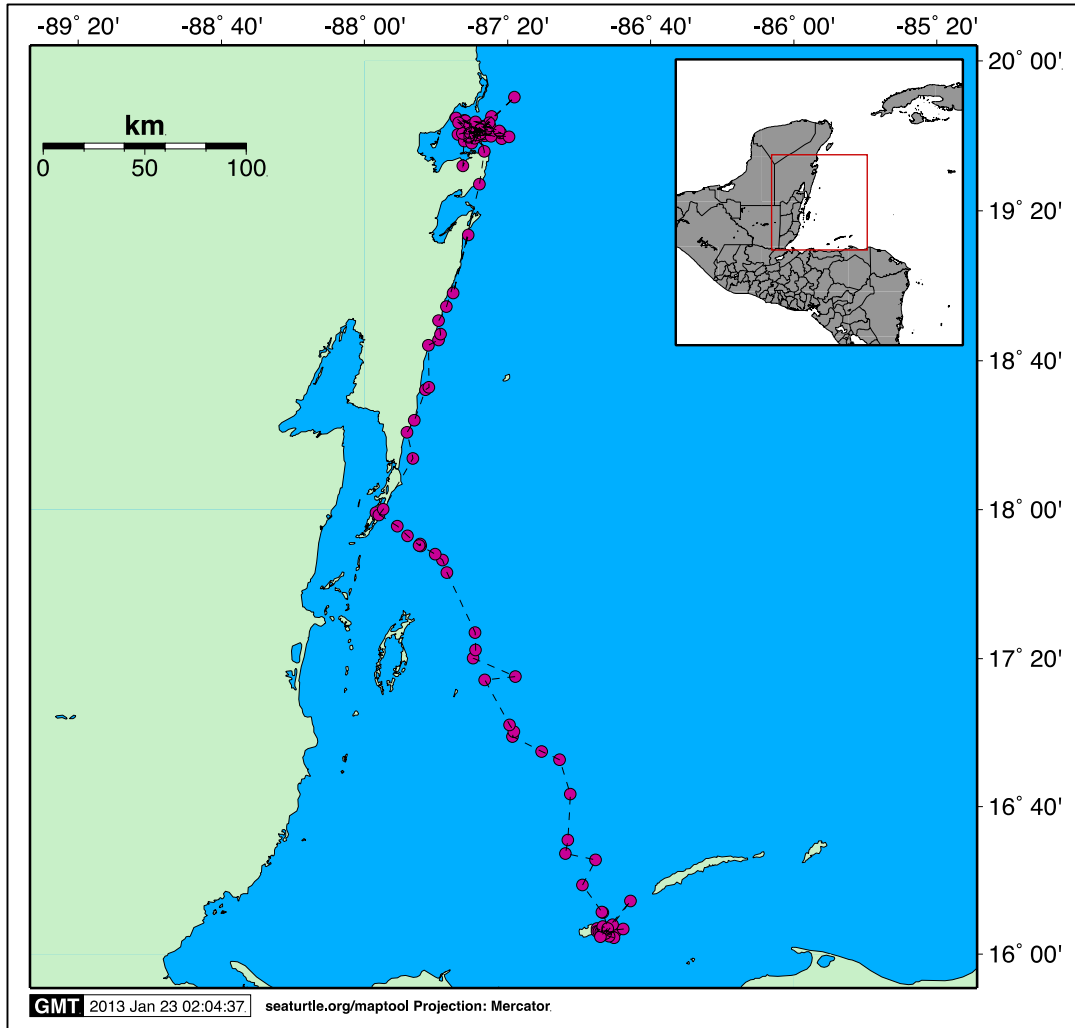 -89° 20' -88° 40' -88° 00' -87° 20' -86° 40' -86° 00' -85° 20'
20° 00'
km
0 50 100
19° 20'
18° 40'
18° 00'
17° 20'
16° 40'
16° 00'
GMT 2013 Jan 23 02:04:37 seaturtle.org/maptool Projection: Mercator